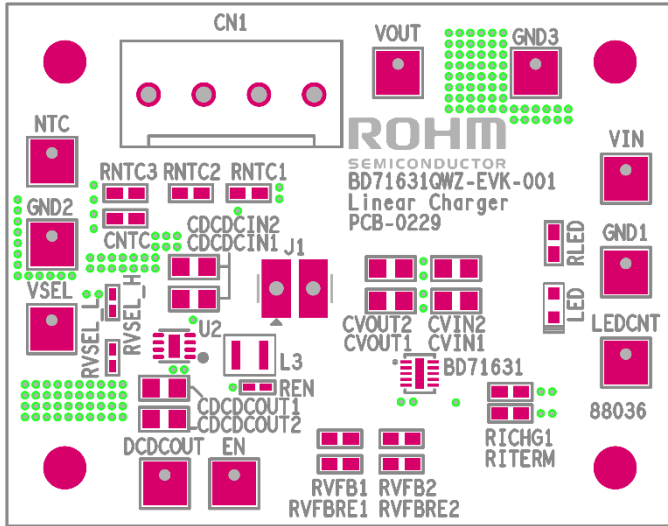 CN1
VOUT
GND3
NTC
ROHM
SEMICONDUCTOR
VIN
RNTC3 RNTC2 RNTC1
BD71631QWZ-EVK-001
Linear Charger
PCB-0229
GND2
CNTC
CDCDCIN2
CDCDCIN1
GND1
RLED
J1
VSEL
RVSEL_H
RVSEL_L
LED
U2
CVOUT2 CVIN2
CVOUT1 CVIN1
LEDCNT
L3
BD71631
REN
CDCDCOUT1
CDCDCOUT2
88036
RICHG1
RITERM
DCDCOUT EN
RVFB1 RVFB2
RVFBRE1 RVFBRE2